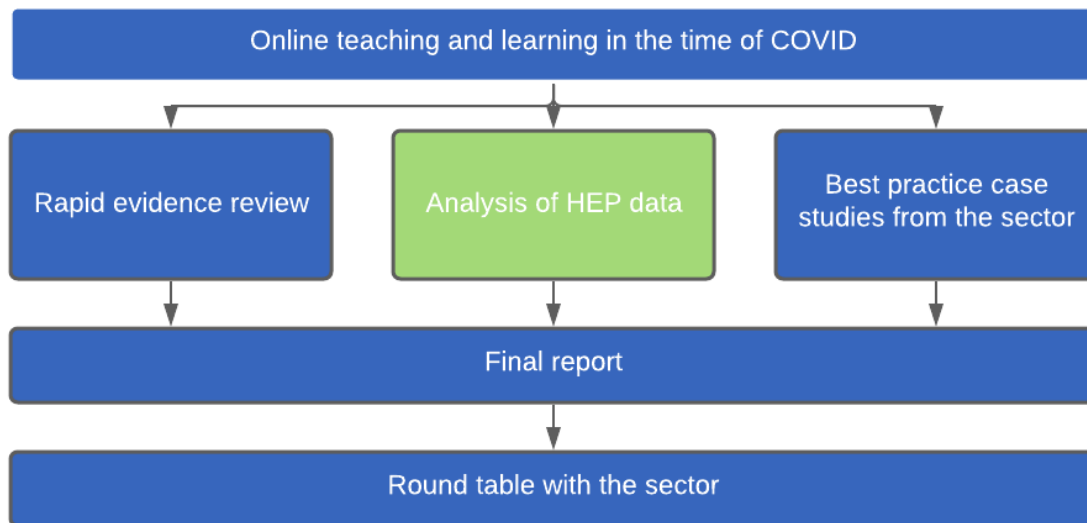 Online teaching and learning in the time of COVID
Rapid evidence review
Analysis of HEP data
Best practice case
studies from the sector
Final report
Round table with the sector